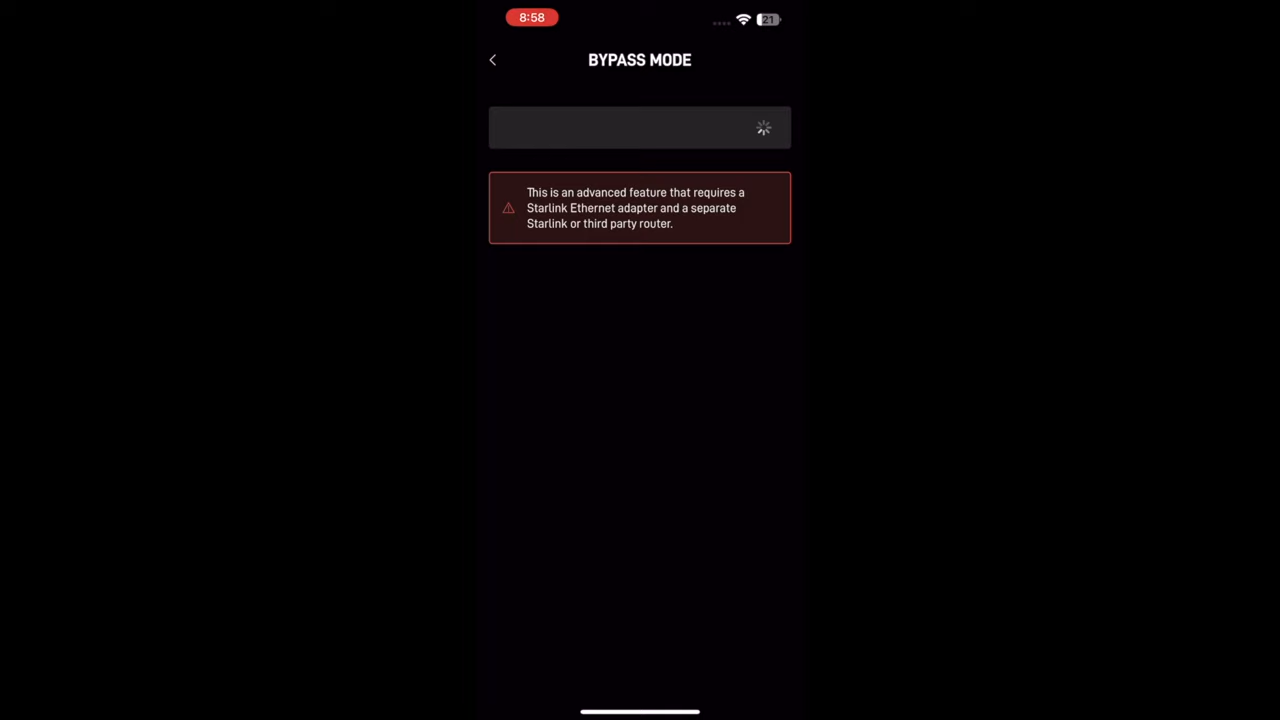 8:58
21
BYPASS MODE
This is an advanced feature that requires a
Starlink Ethernet adapter and a separate
Starlink or third party router.